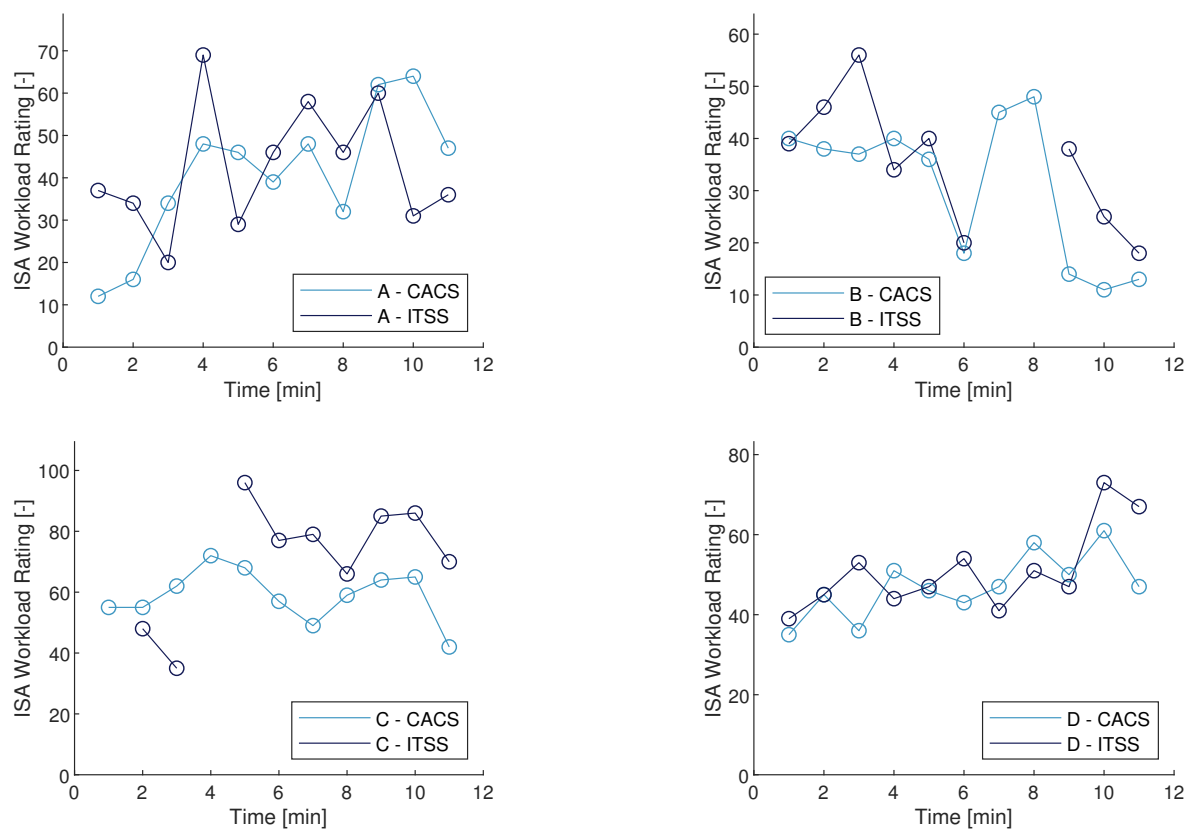 ISA Workload Rating [-]
70
60
50
40
30
20
10
0
0 2 4 6 8 10 12
Time [min]
A - CACS
A - ITSS
ISA Workload Rating [-]
60
50
40
30
20
10
0
0 2 4 6 8 10 12
Time [min]
B - CACS
B - ITSS
ISA Workload Rating [-]
100
80
60
40
20
0
0 2 4 6 8 10 12
Time [min]
C - CACS
C - ITSS
ISA Workload Rating [-]
80
60
40
20
0
0 2 4 6 8 10 12
Time [min]
D - CACS
D - ITSS